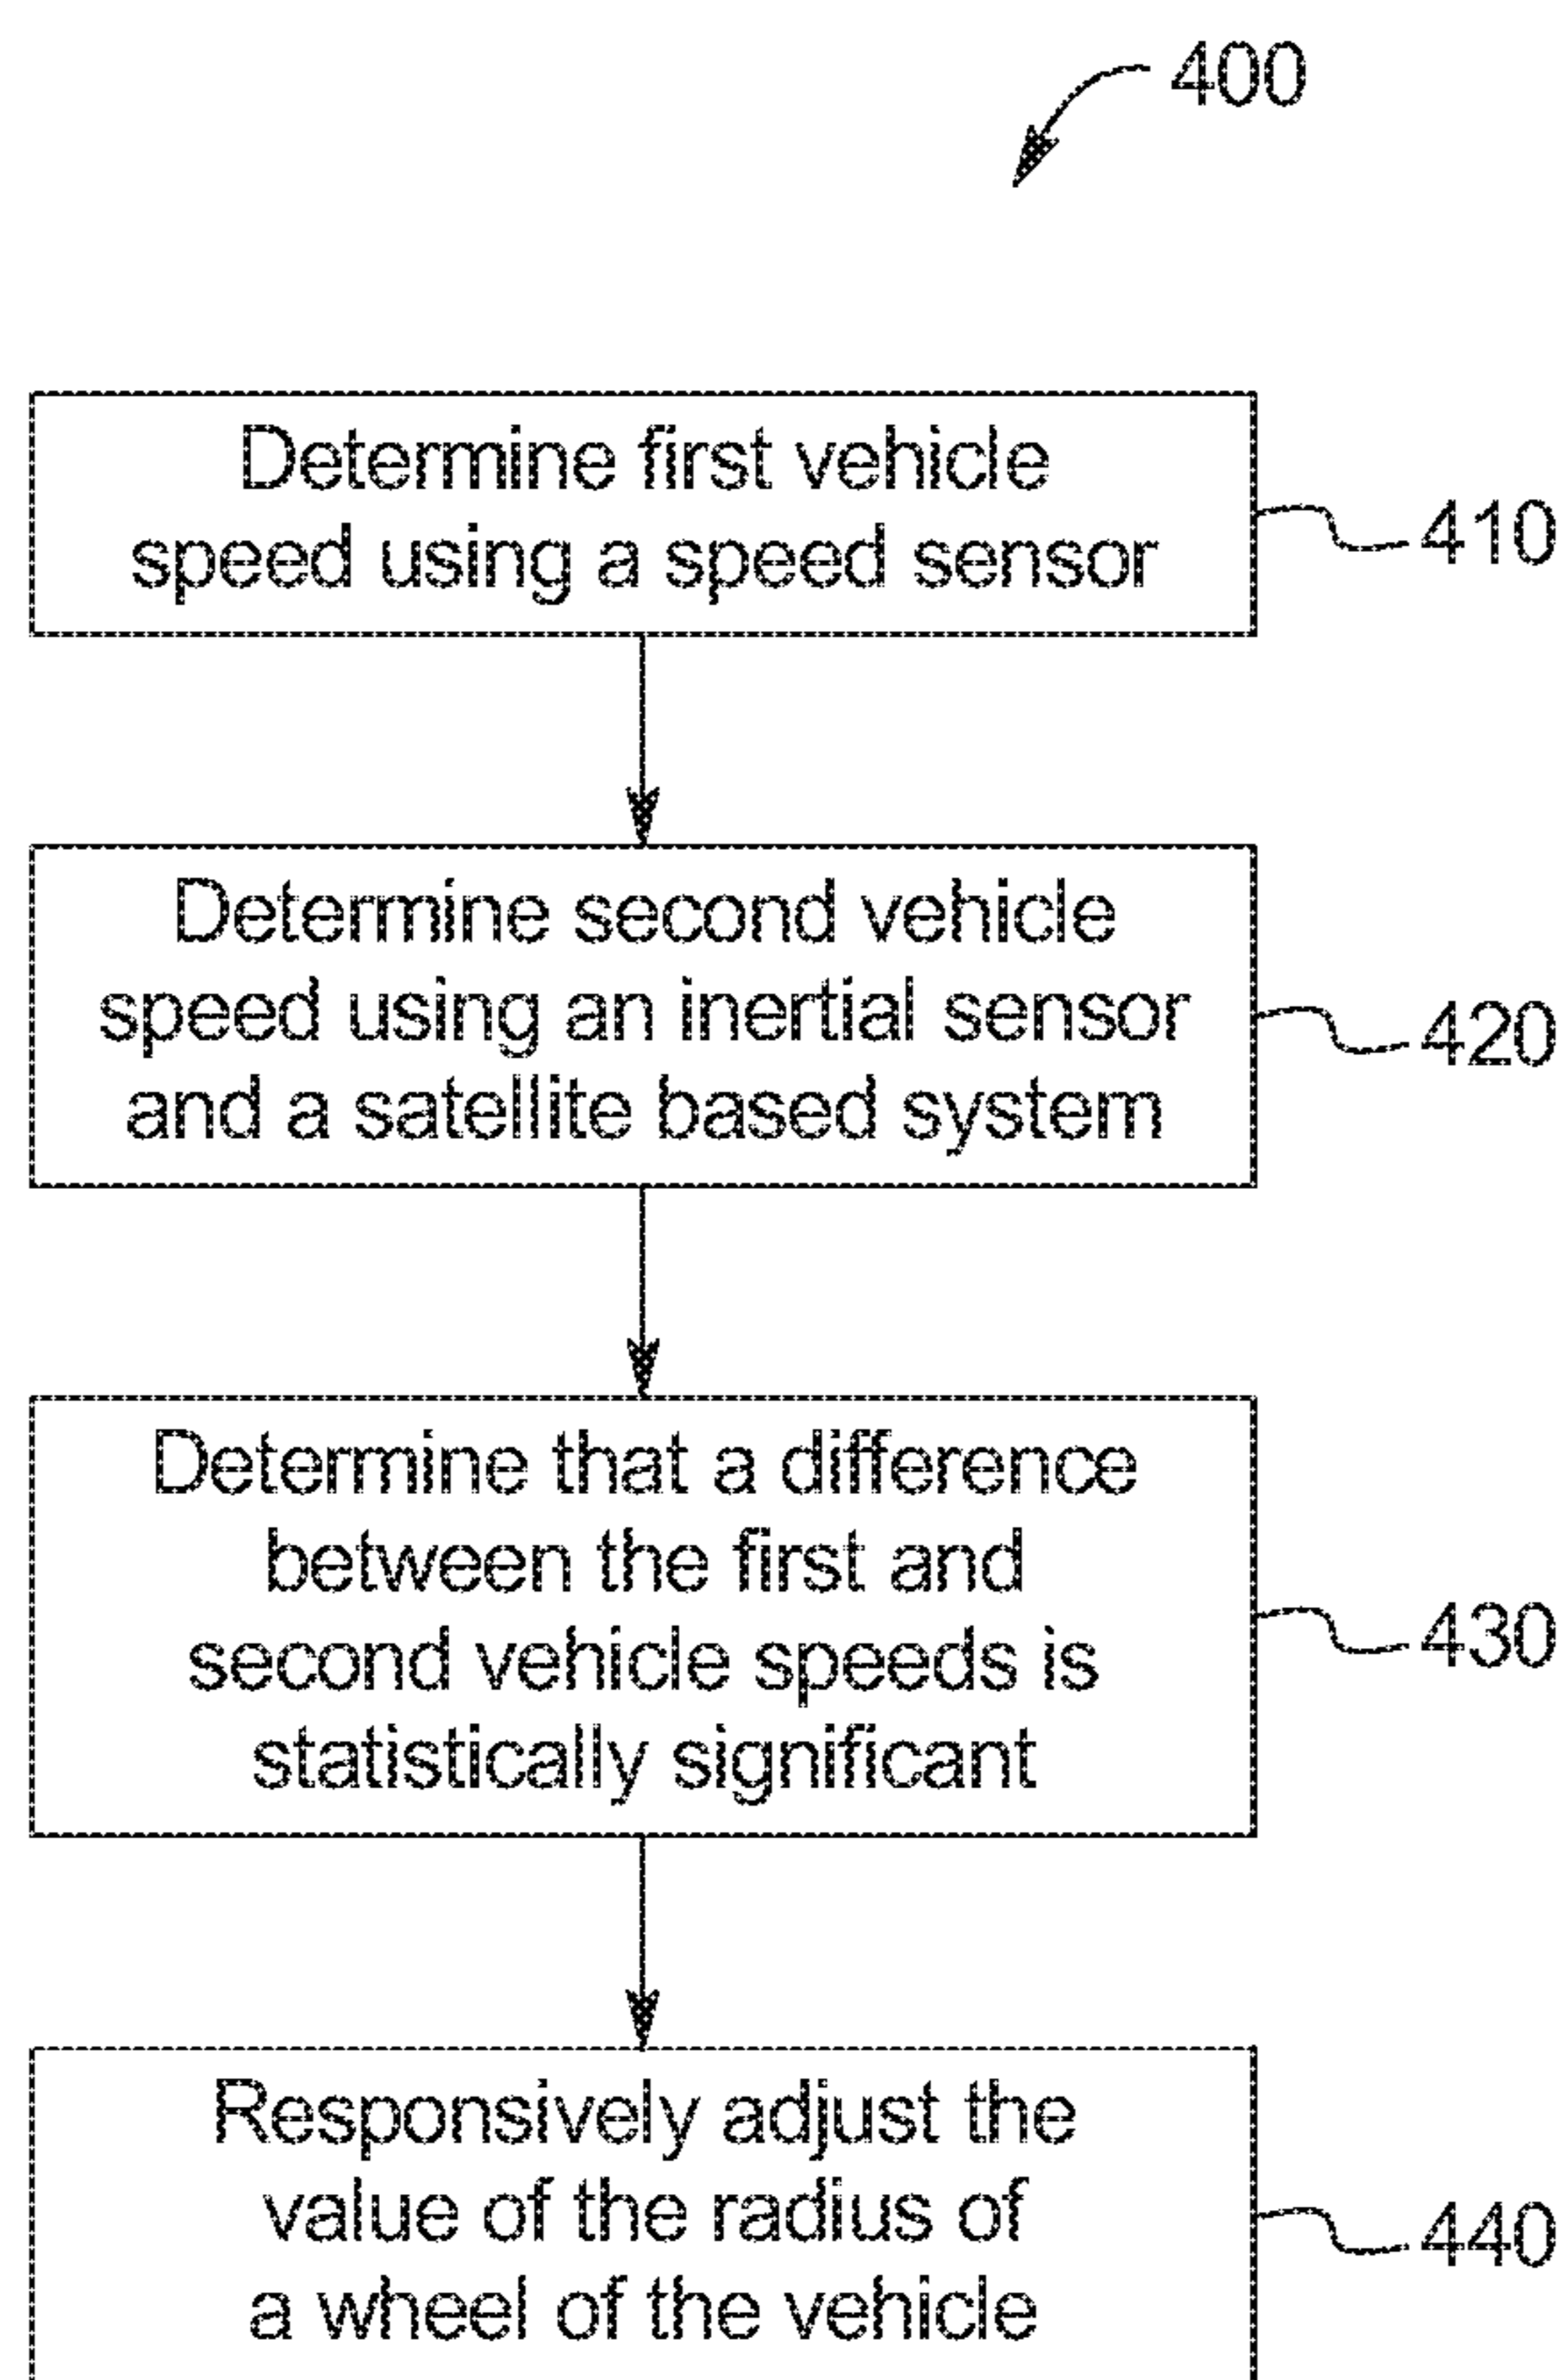 400
Determine first vehicle
speed using a speed sensor
410
Determine second vehicle
speed using an inertial sensor
and a satellite based system
420
Determine that a difference
between the first and
second vehicle speeds is
statistically significant
430
Responsively adjust the
value of the radius of
a wheel of the vehicle
440